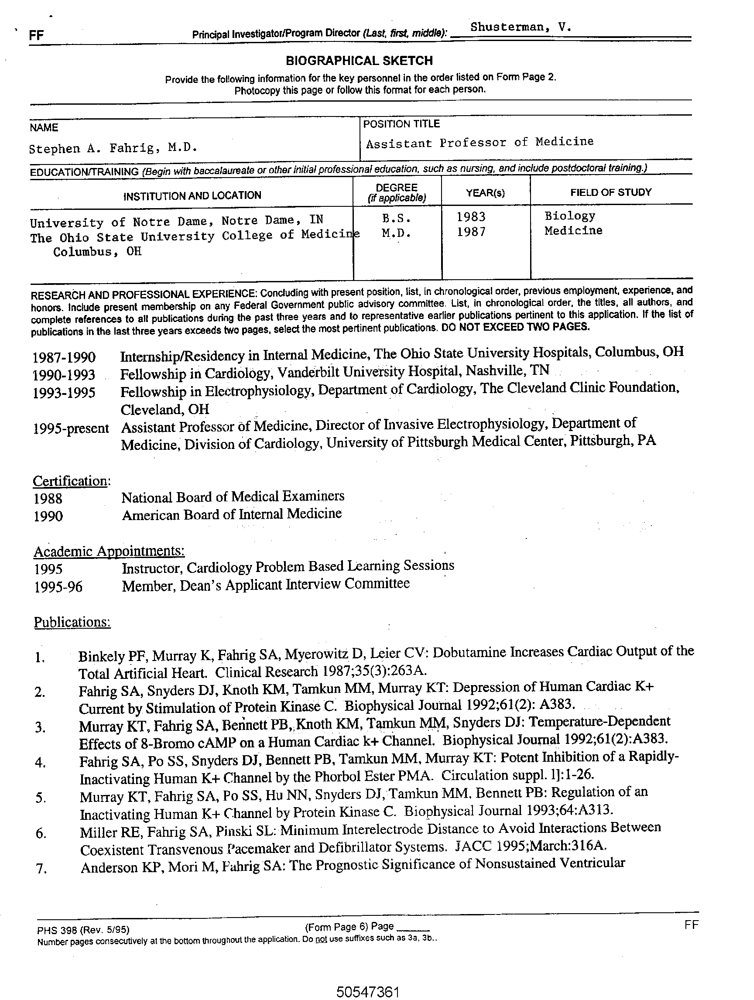 FF
Principal Investigator/Program Director (Last, first, middle): Shusterman, V.
BIOGRAPHICAL SKETCH
Provide the following information for the key personnel in the order listed on Form Page 2.
Photocopy this page or follow this format for each person.
NAME
POSITION TITLE
Stephen A. Fahrig, M.D.
Assistant Professor of Medicine
EDUCATION/TRAINING (Begin with baccalaureate or other initial professional education, such as nursing, and include postdoctoral training.)
INSTITUTION AND LOCATION
DEGREE
(if applicable)
YEAR(s)
FIELD OF STUDY
University of Notre Dame, Notre Dame, IN B.S. 1983 Biology
The Ohio State University College of Medicine M.D. 1987 Medicine
Columbus, OH
RESEARCH AND PROFESSIONAL EXPERIENCE: Concluding with present position, list, in chronological order, previous employment, experience, and
honors. Include present membership on any Federal Government public advisory committee. List, in chronological order, the titles, all authors, and
complete references to all publications during the past three years and to representative earlier publications pertinent to this application. If the list of
publications in the last three years exceeds two pages, select the most pertinent publications. DO NOT EXCEED TWO PAGES.
1987-1990 Internship/Residency in Internal Medicine, The Ohio State University Hospitals, Columbus, OH
1990-1993 Fellowship in Cardiology, Vanderbilt University Hospital, Nashville, TN
1993-1995 Fellowship in Electrophysiology, Department of Cardiology, The Cleveland Clinic Foundation,
Cleveland, OH
1995-present Assistant Professor of Medicine, Director of Invasive Electrophysiology, Department of
Medicine, Division of Cardiology, University of Pittsburgh Medical Center, Pittsburgh, PA
Certification:
1988 National Board of Medical Examiners
1990 American Board of Internal Medicine
Academic Appointments:
1995 Instructor, Cardiology Problem Based Learning Sessions
1995-96 Member, Dean's Applicant Interview Committee
Publications:
1. Binkely PF, Murray K, Fahrig SA, Myerowitz D, Leier CV: Dobutamine Increases Cardiac Output of the
Total Artificial Heart. Clinical Research 1987;35(3):263A.
2. Fahrig SA, Snyders DJ, Knoth KM, Tamkun MM, Murray KT: Depression of Human Cardiac K+
Current by Stimulation of Protein Kinase C. Biophysical Journal 1992;61(2): A383.
3. Murray KT, Fahrig SA, Bennett PB, Knoth KM, Tamkun MM, Snyders DJ: Temperature-Dependent
Effects of 8-Bromo cAMP on a Human Cardiac k+ Channel. Biophysical Journal 1992;61(2):A383.
4. Fahrig SA, Po SS, Snyders DJ, Bennett PB, Tamkun MM, Murray KT: Potent Inhibition of a Rapidly-
Inactivating Human K+ Channel by the Phorbol Ester PMA. Circulation suppl. 1]:1-26.
5. Murray KT, Fahrig SA, Po SS, Hu NN, Snyders DJ, Tamkun MM, Bennett PB: Regulation of an
Inactivating Human K+ Channel by Protein Kinase C. Biophysical Journal 1993;64:A313.
6. Miller RE, Fahrig SA, Pinski SL: Minimum Interelectrode Distance to Avoid Interactions Between
Coexistent Transvenous Pacemaker and Defibrillator Systems. JACC 1995;March:316A.
7. Anderson KP, Mori M, Fahrig SA: The Prognostic Significance of Nonsustained Ventricular
PHS 398 (Rev. 5/95) (Form Page 6) Page ______ FF
Number pages consecutively at the bottom throughout the application. Do not use suffixes such as 3a, 3b..
50547361